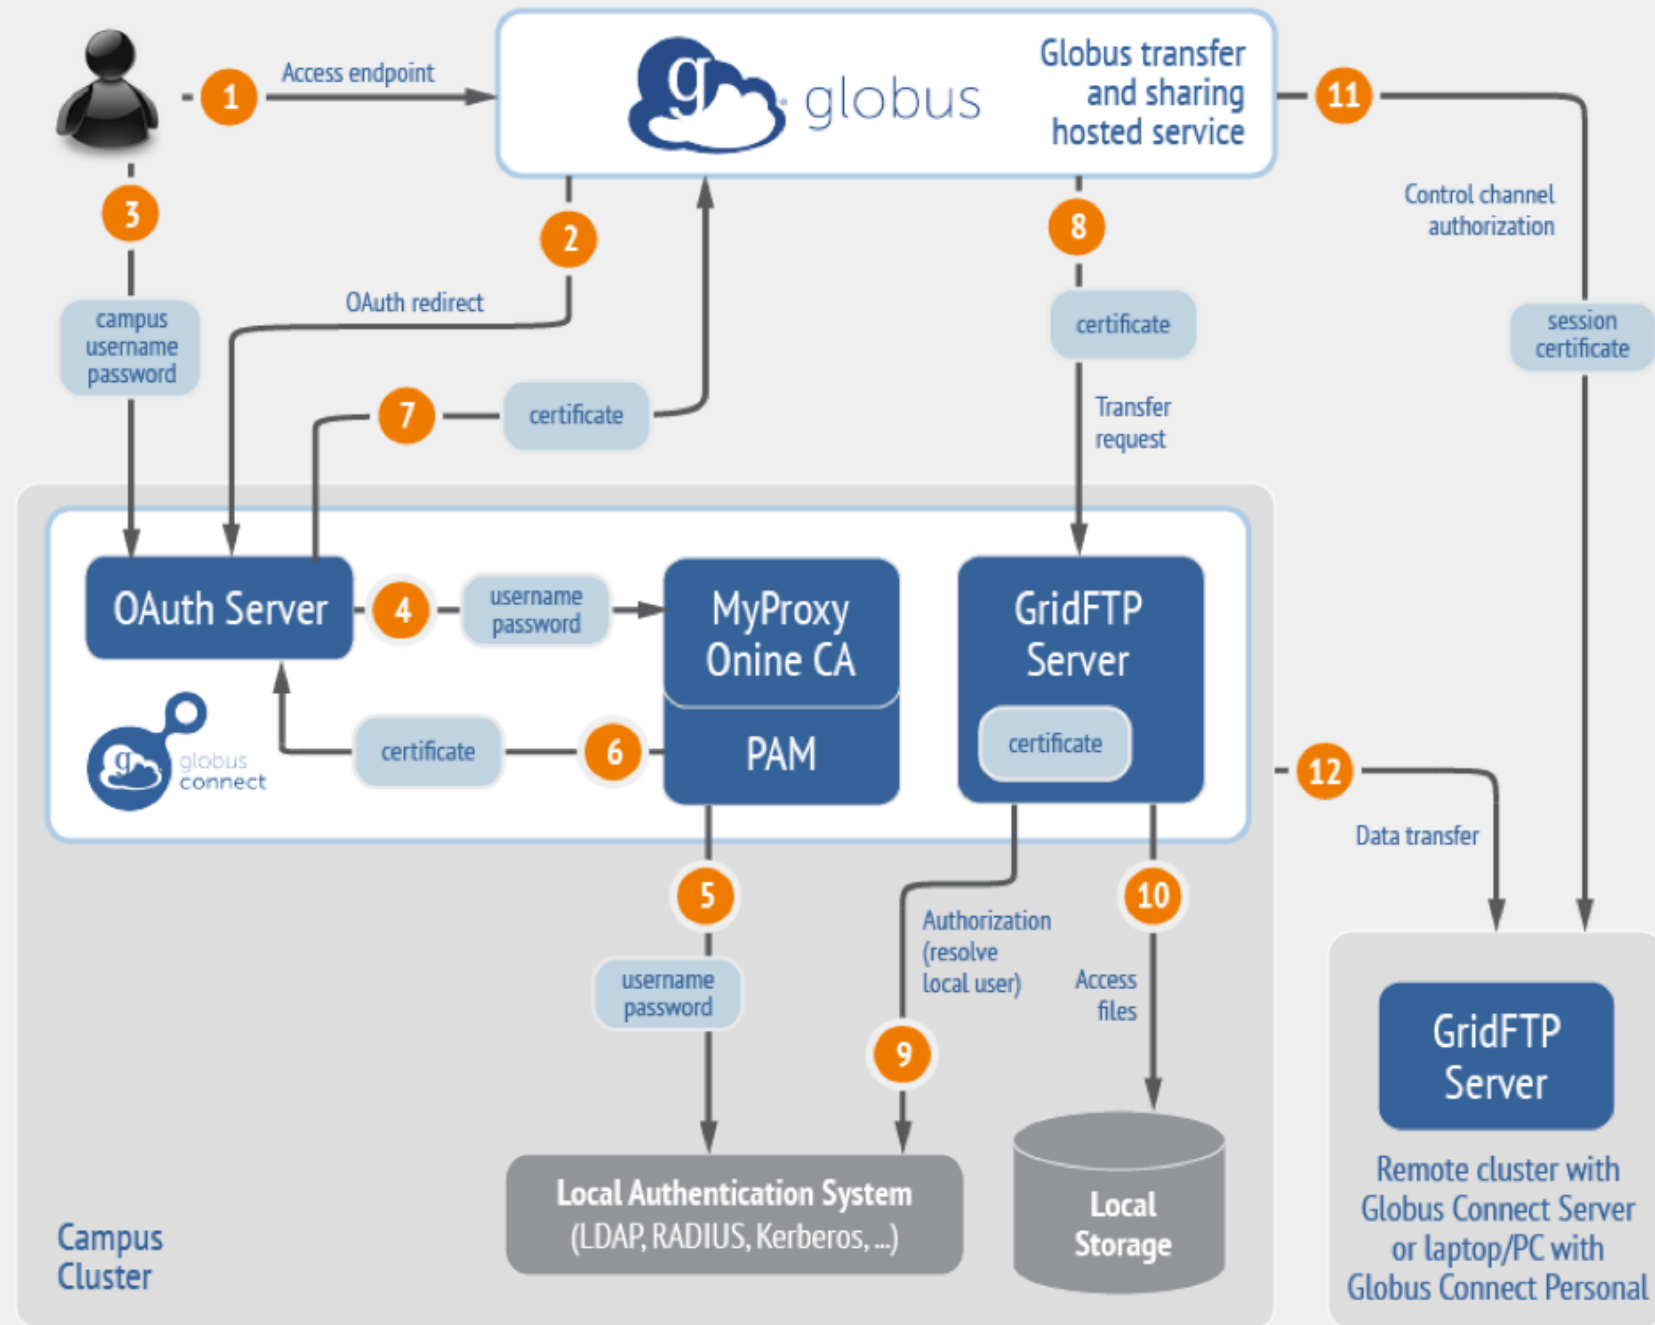 1
Access endpoint
g
globus
Globus transfer
and sharing
hosted service
11
3
2
8
Control channel
authorization
OAuth redirect
campus
username
password
certificate
session
certificate
7
certificate
Transfer
request
OAuth Server
4
username
password
MyProxy
Onine CA
GridFTP
Server
g
globus
connect
certificate
6
PAM
certificate
12
Data transfer
5
10
Authorization
(resolve
local user)
username
password
Access
files
9
GridFTP
Server
Local Authentication System
(LDAP, RADIUS, Kerberos, ...)
Local
Storage
Campus
Cluster
Remote cluster with
Globus Connect Server
or laptop/PC with
Globus Connect Personal